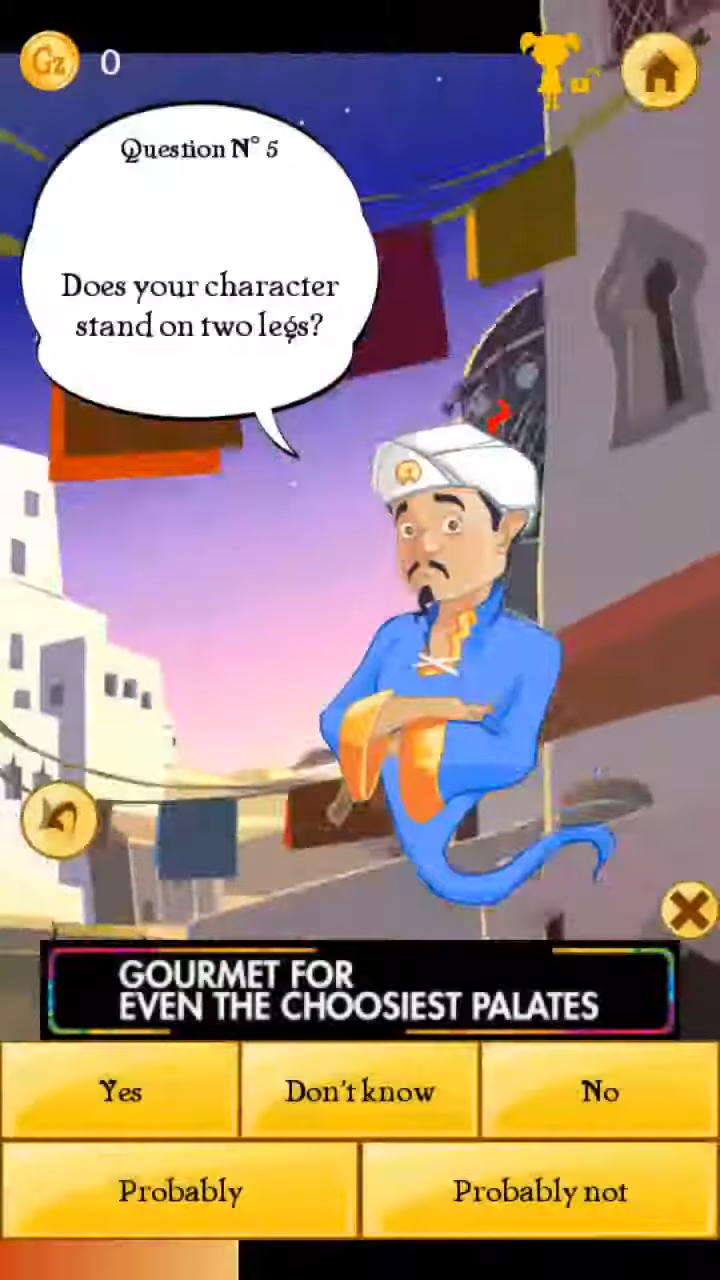 Gz 0
Question N° 5
Does your character
stand on two legs?
GOURMET FOR
EVEN THE CHOOSIEST PALATES
Yes
Don't know
No
Probably
Probably not